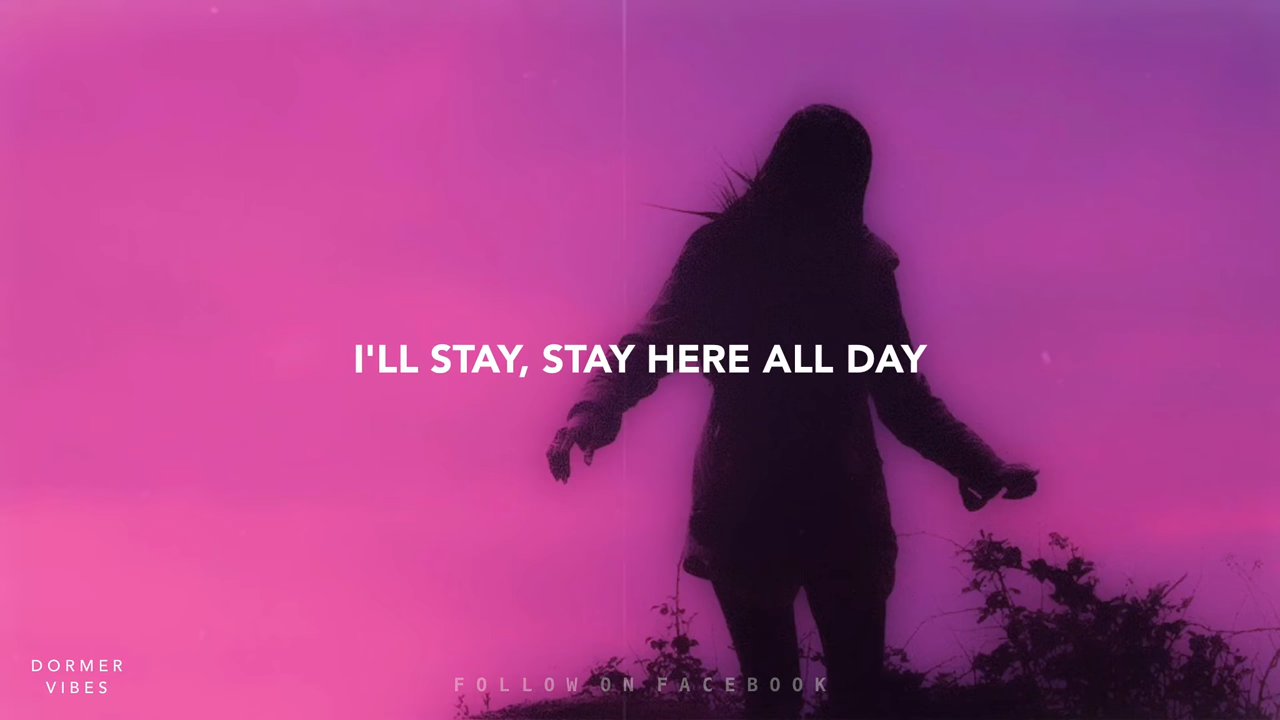 I'LL STAY, STAY HERE ALL DAY
DORMER
VIBES
FOLLOW ON FACEBOOK